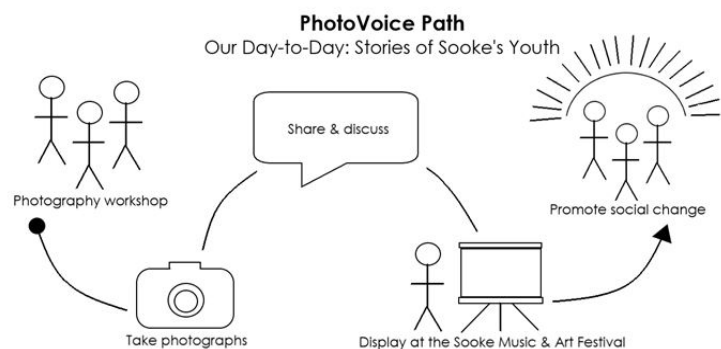 PhotoVoice Path
Our Day-to-Day: Stories of Sooke's Youth
Photography workshop
Take photographs
Share & discuss
Display at the Sooke Music & Art Festival
Promote social change